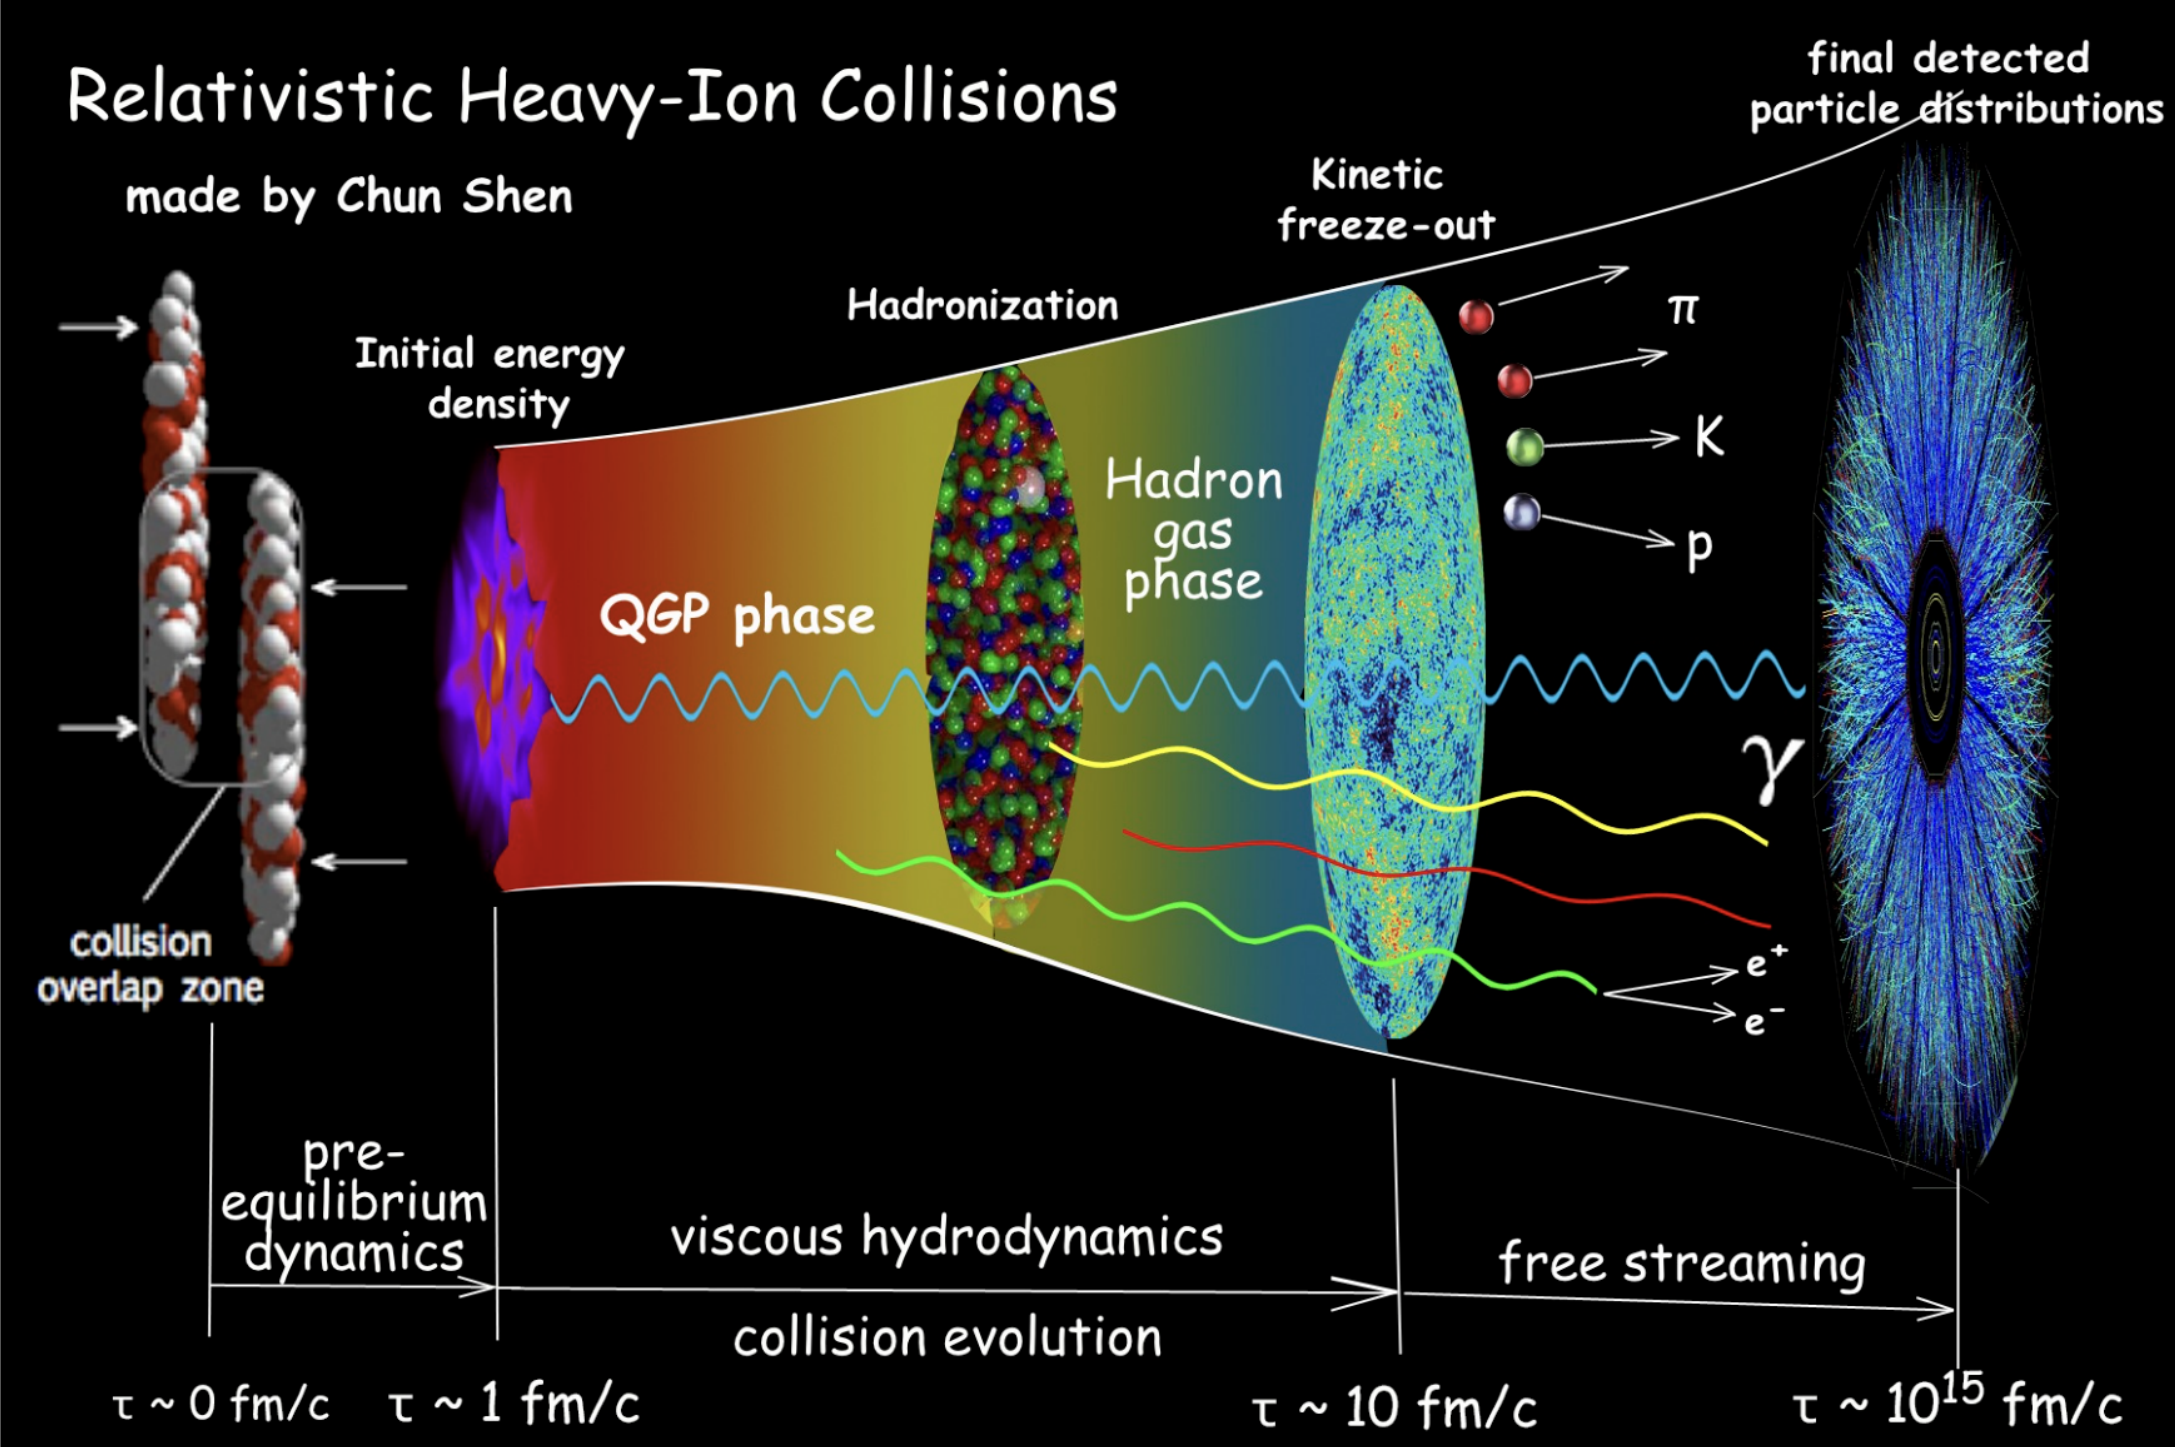 Relativistic Heavy-Ion Collisions
made by Chun Shen
final detected
particle distributions
Kinetic
freeze-out
Hadronization
Initial energy
density
π
K
p
Hadron
gas
phase
QGP phase
γ
collision
overlap zone
e⁺
e⁻
pre-
equilibrium
dynamics
viscous hydrodynamics
free streaming
collision evolution
τ ~ 0 fm/c
τ ~ 1 fm/c
τ ~ 10 fm/c
τ ~ 10¹⁵ fm/c